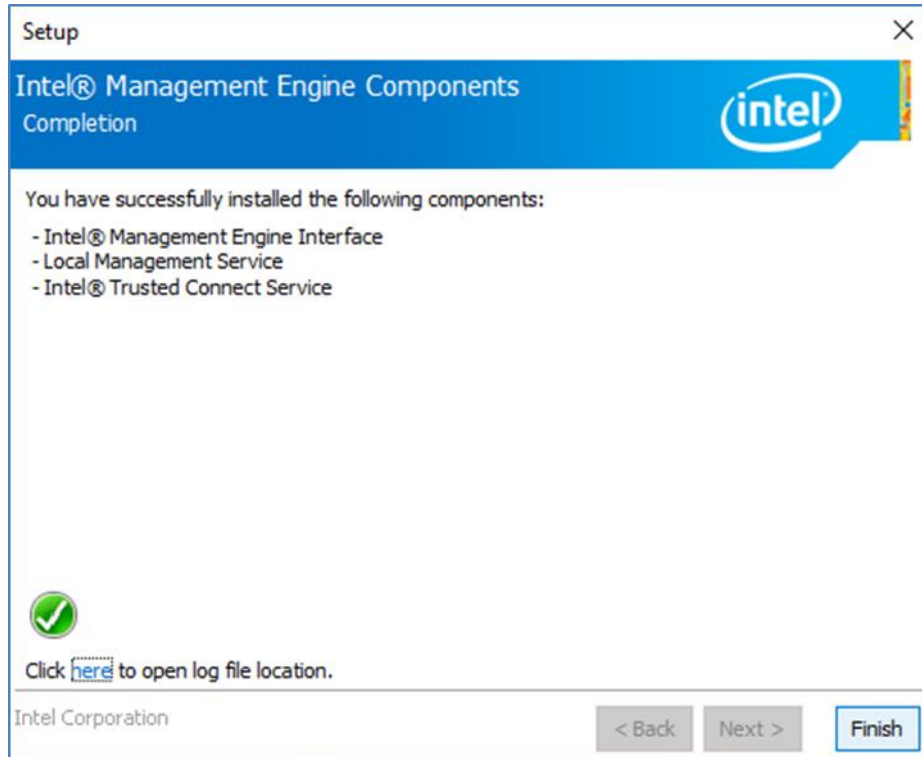 Setup
Intel® Management Engine Components
Completion
intel
You have successfully installed the following components:
- Intel® Management Engine Interface
- Local Management Service
- Intel® Trusted Connect Service
Click here to open log file location.
Intel Corporation
< Back Next > Finish